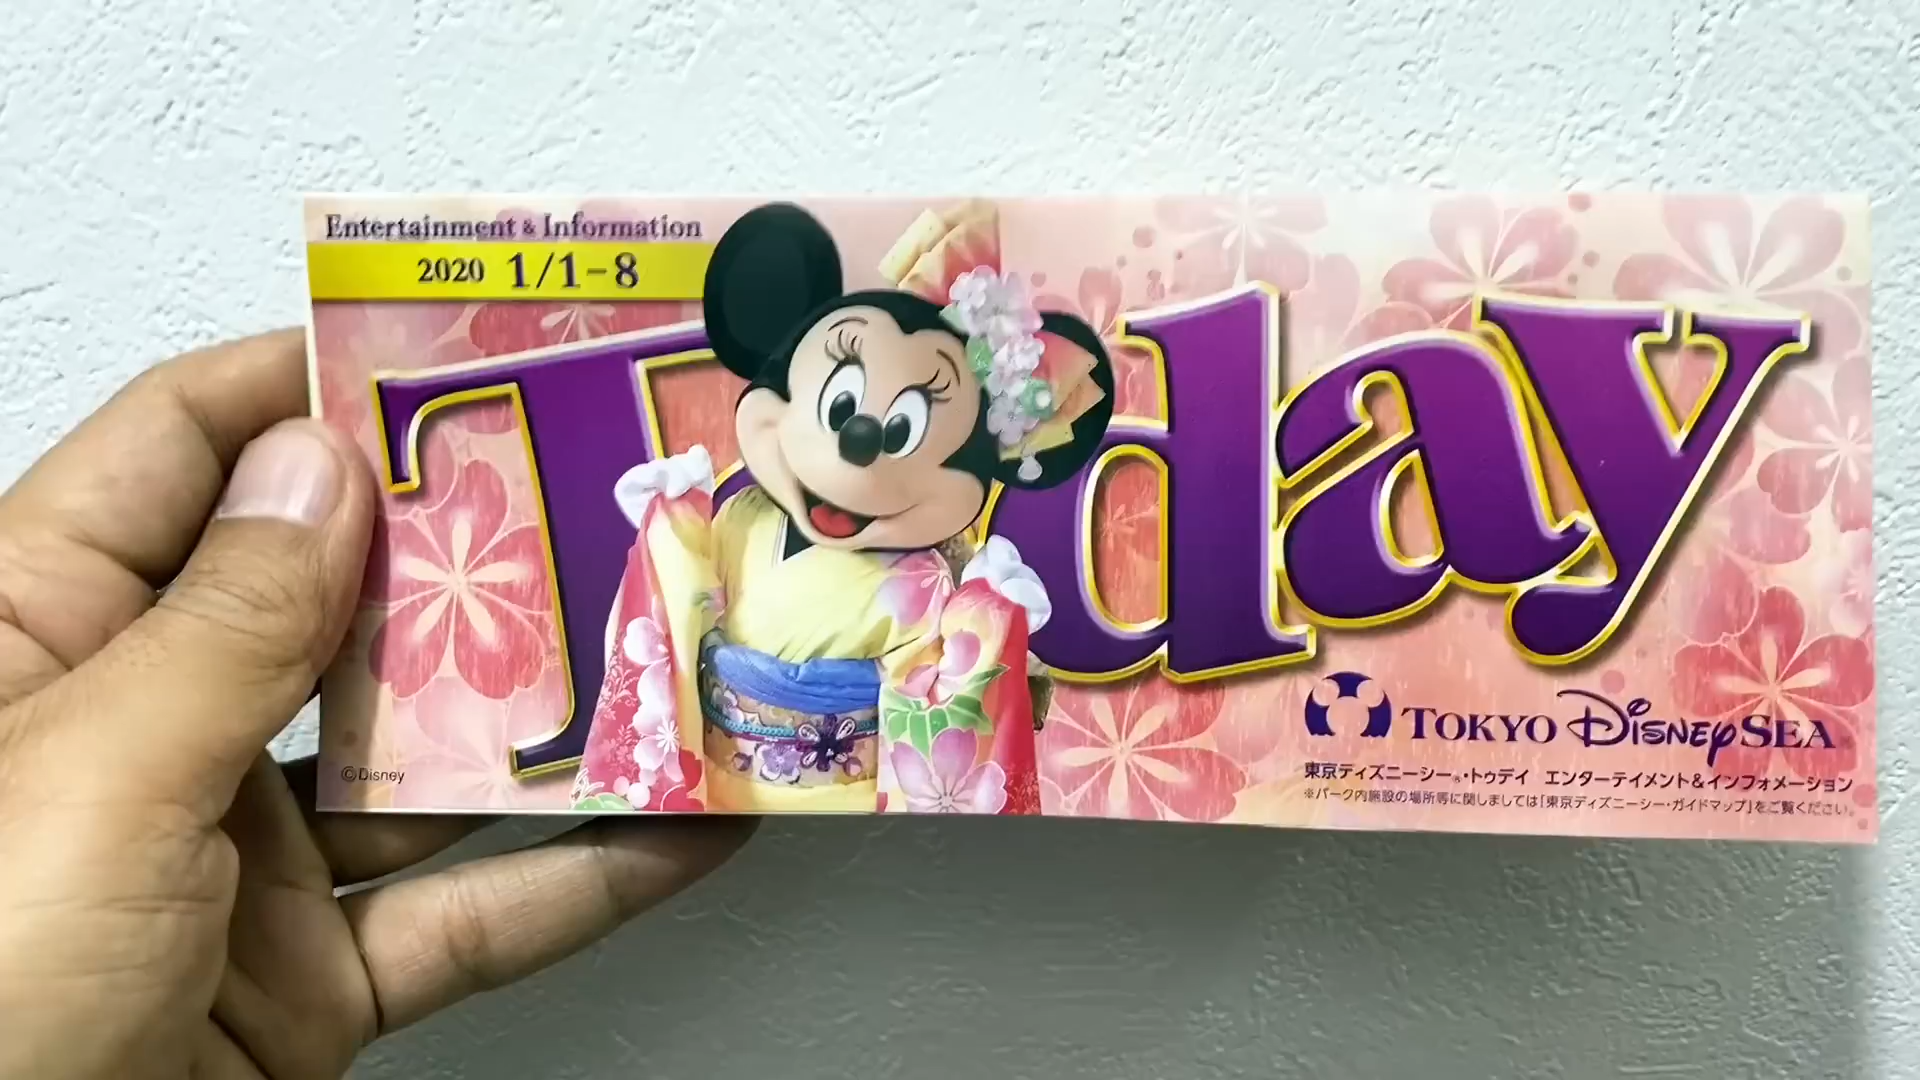 Entertainment & Information
2020 1/1-8
Today
TOKYO DISNEY SEA
東京ディズニーシー®・トゥデイ エンターテイメント&インフォメーション
※パーク内施設の場所等に関しましては「東京ディズニーシー・ガイドマップ」をご覧ください。
©Disney